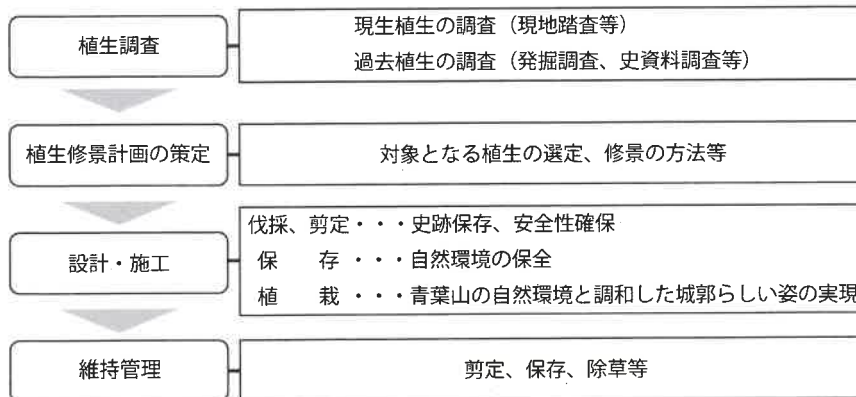 植生調査
現生植生の調査（現地踏査等）
過去植生の調査（発掘調査、史資料調査等）
植生修景計画の策定
対象となる植生の選定、修景の方法等
設計・施工
伐採、剪定・・・史跡保存、安全性確保
保　　存・・・自然環境の保全
植　　栽・・・青葉山の自然環境と調和した城郭らしい姿の実現
維持管理
剪定、保存、除草等